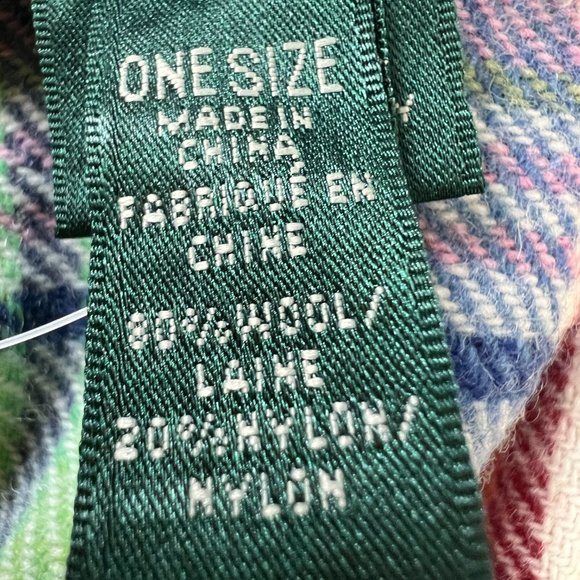 ONE SIZE
MADE IN
CHINA
FABRIQUÉ EN
CHINE
80% WOOL/
LAINE
20% NYLON/
NYLON